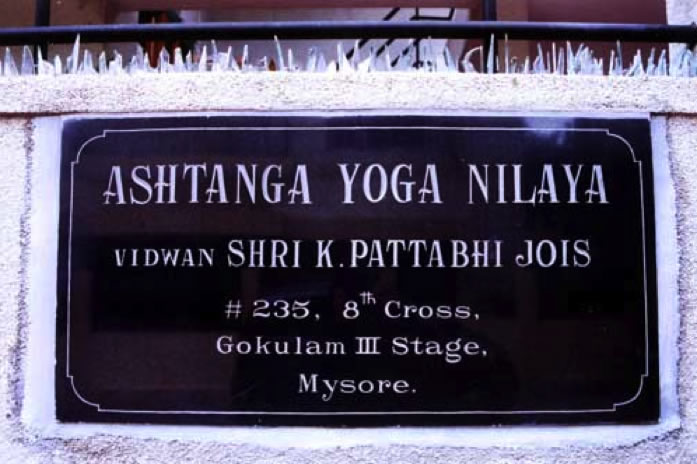 ASHTANGA YOGA NILAYA
VIDWAN SHRI K. PATTABHI JOIS
# 235, 8th Cross,
Gokulam III Stage,
Mysore.